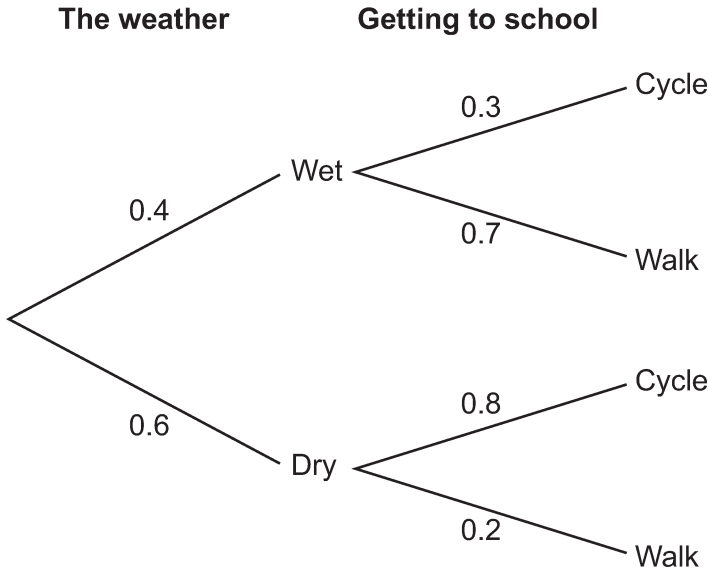 The weather
Getting to school
Cycle
0.3
Wet
0.4
0.7
Walk
Cycle
0.8
0.6
Dry
0.2
Walk